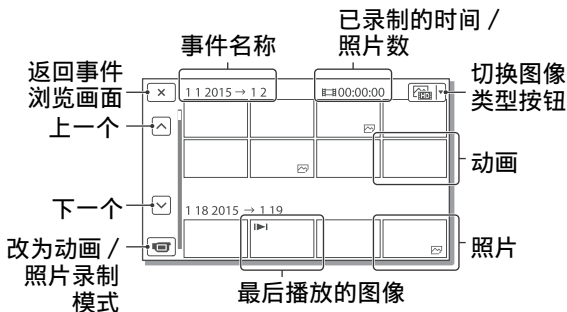 已录制的时间 /
照片数
事件名称
返回事件
浏览画面
切换图像
类型按钮
1 1 2015 → 1 2
00:00:00
上一个
动画
下一个
1 18 2015 → 1 19
改为动画 /
照片录制
模式
照片
最后播放的图像